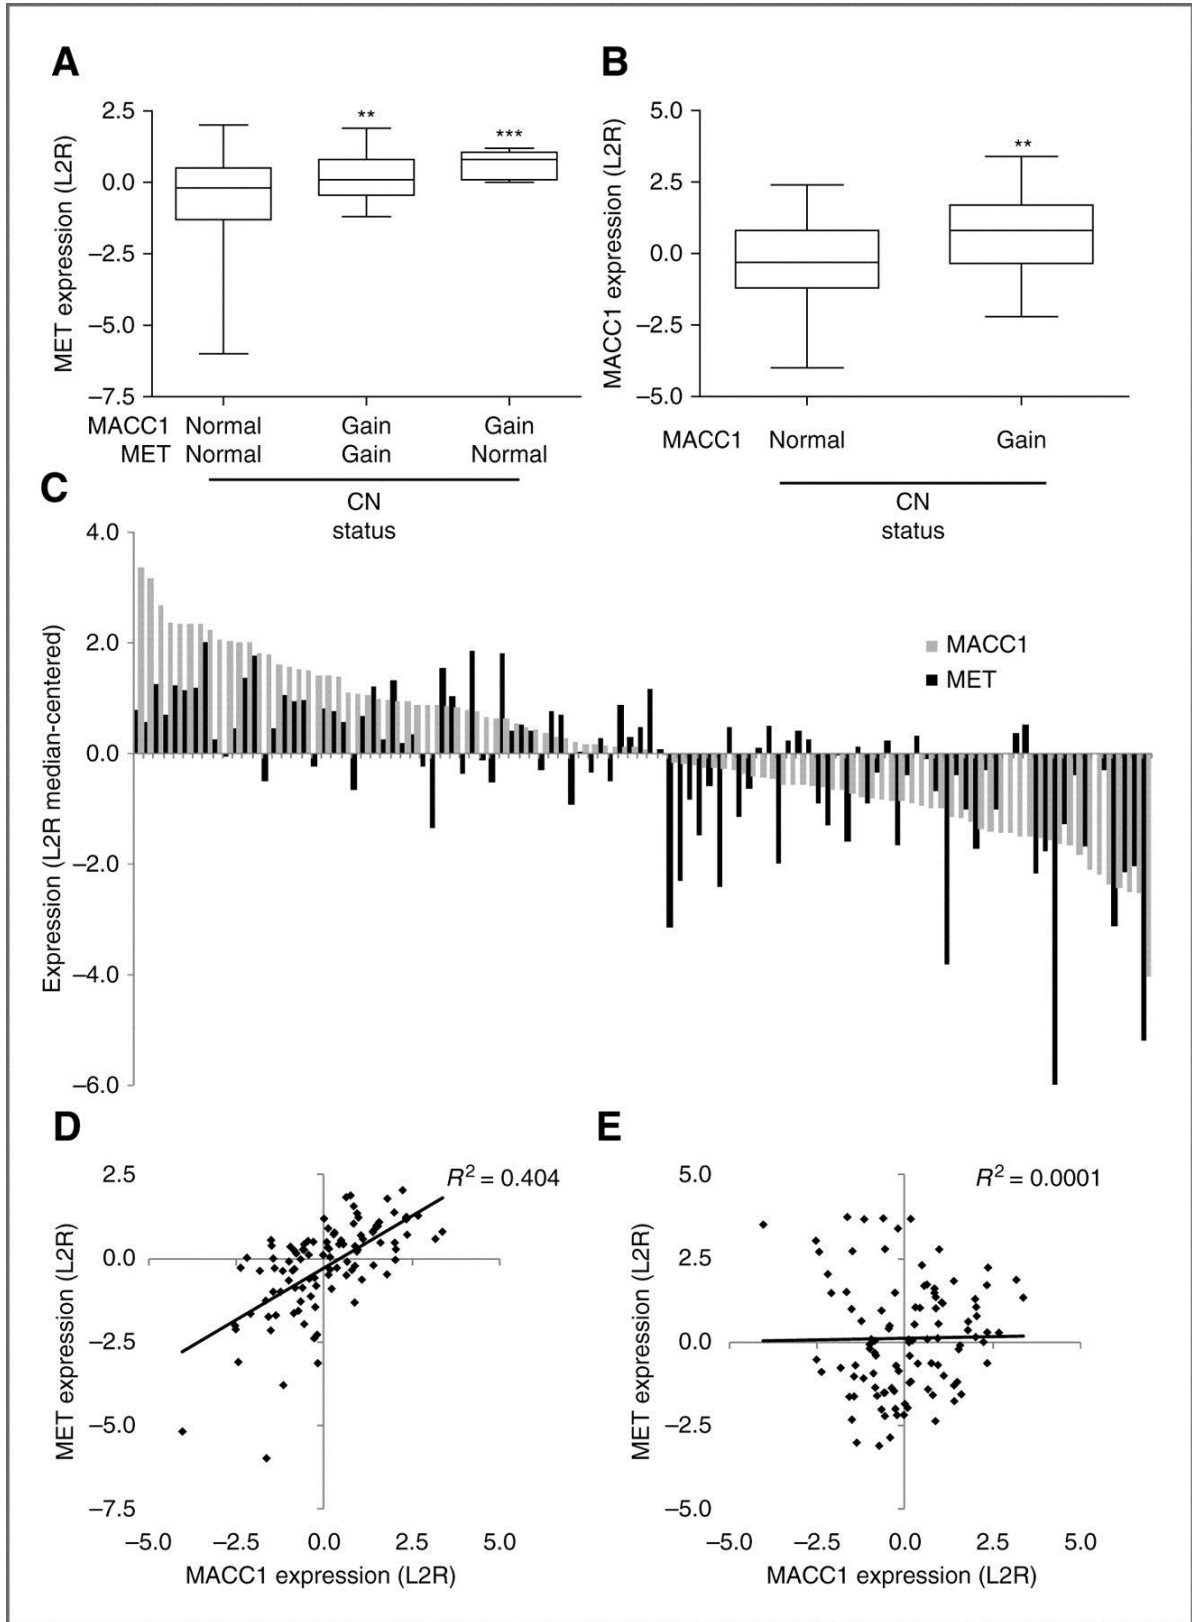 A
B
2.5
0.0
–2.5
–5.0
–7.5
MET expression (L2R)
**
***
MACC1 Normal Gain Gain
MET Normal Gain Normal
CN
status
5.0
2.5
0.0
–2.5
–5.0
MACC1 expression (L2R)
**
MACC1 Normal Gain
CN
status
C
4.0
2.0
0.0
–2.0
–4.0
–6.0
Expression (L2R median-centered)
MACC1
MET
D
2.5
0.0
–2.5
–5.0
–7.5
MET expression (L2R)
R² = 0.404
–5.0 –2.5 0.0 2.5 5.0
MACC1 expression (L2R)
E
5.0
2.5
0.0
–2.5
–5.0
MET expression (L2R)
R² = 0.0001
–5.0 –2.5 0.0 2.5 5.0
MACC1 expression (L2R)